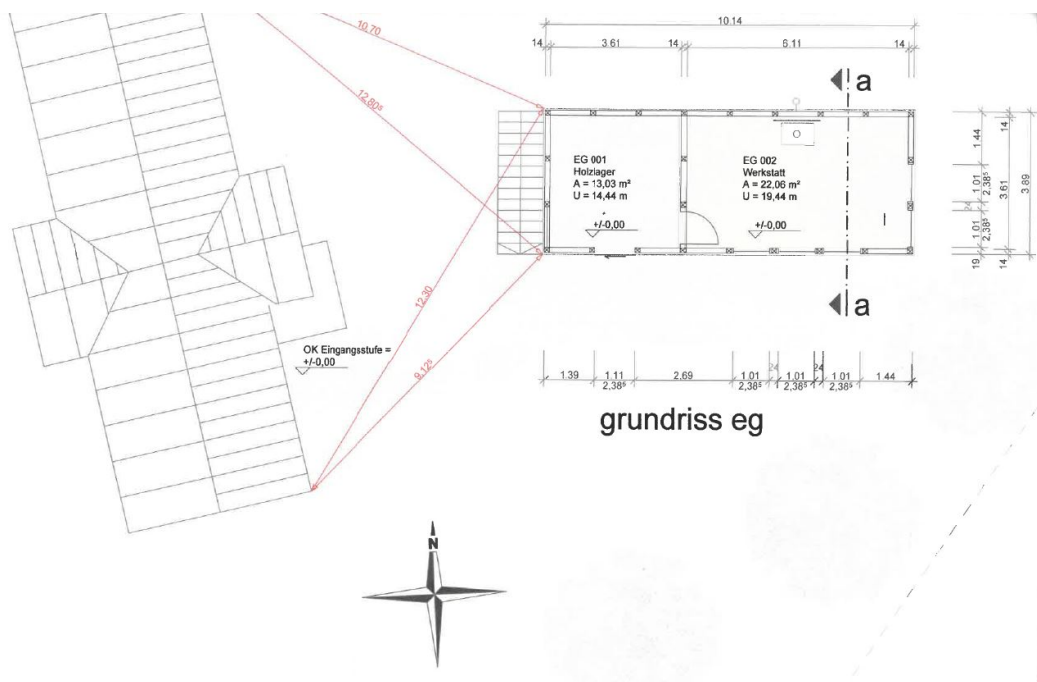 10.14
14 3.61 14 6.11 14
10,70
12.80⁵
a
EG 001
Holzlager
A = 13,03 m²
U = 14,44 m
+/-0,00
EG 002
Werkstatt
A = 22,06 m²
U = 19,44 m
+/-0,00
14
1.44
1.01
2,38⁵
24
1.01
2,38⁵
19
3.61
14
3.89
a
12.30
9.12⁵
OK Eingangsstufe =
+/-0,00
1.39 1.11 2.69 1.01 24 1.01 24 1.01 1.44
2,38⁵ 2,38⁵ 2,38⁵ 2,38⁵
grundriss eg
N